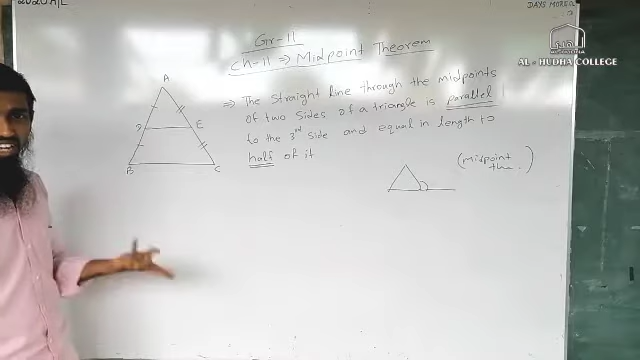 2020 A/L
DAYS MORE
Gr-11
Ch-11 ⇒ Midpoint Theorem
AL - HUDHA COLLEGE
A
D
E
B
C
⇒ The straight line through the midpoints
of two sides of a triangle is parallel
to the 3rd side and equal in length to
half of it
(midpoint
the..)